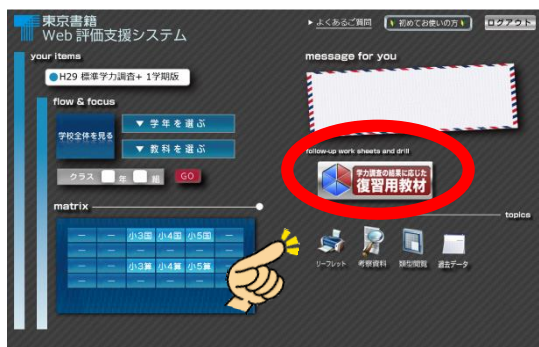 東京書籍
Web 評価支援システム
▶ よくあるご質問
初めてお使いの方
ログアウト
your items
●H29 標準学力調査+ 1学期版
message for you
flow & focus
学校全体を見る
▼ 学年を選ぶ
▼ 教科を選ぶ
クラス 年 組 GO
follow-up work sheets and drill
学力調査の結果に応じた
復習用教材
matrix
— — 小3国 小4国 小5国 —
— — — — — —
— — 小3算 小4算 小5算 —
— — — — — —
topics
リーフレット 考察資料 類型閲覧 過去データ